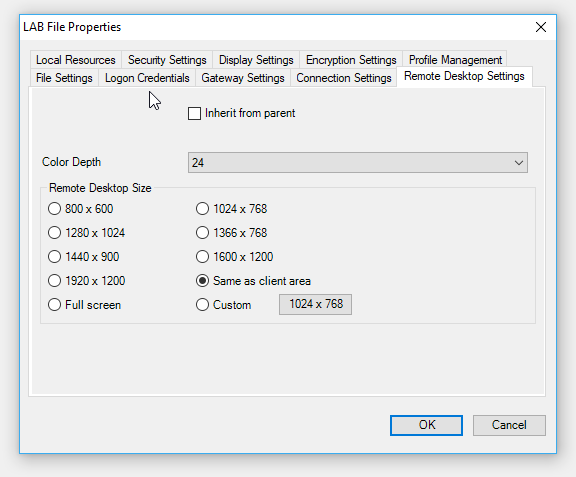 LAB File Properties
Local Resources Security Settings Display Settings Encryption Settings Profile Management
File Settings Logon Credentials Gateway Settings Connection Settings Remote Desktop Settings
Inherit from parent
Color Depth 24
Remote Desktop Size
800 x 600 1024 x 768
1280 x 1024 1366 x 768
1440 x 900 1600 x 1200
1920 x 1200 Same as client area
Full screen Custom 1024 x 768
OK Cancel